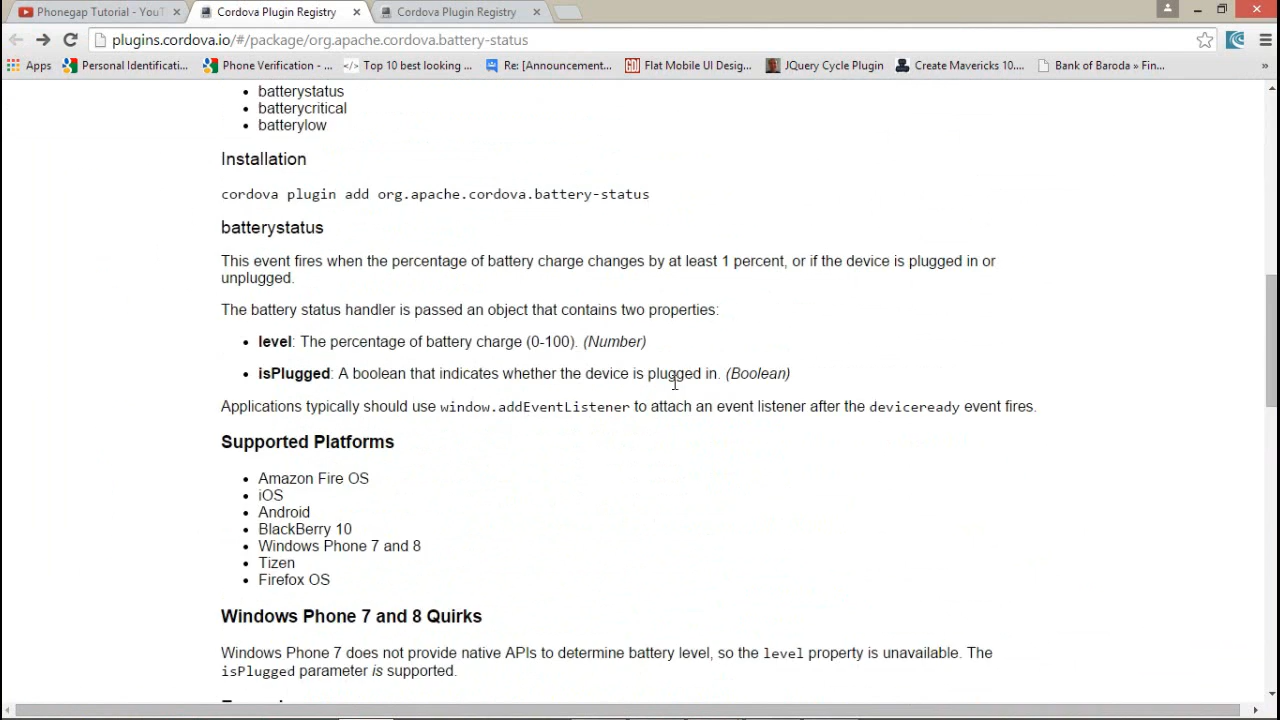 Phonegap Tutorial - YouT
Cordova Plugin Registry
Cordova Plugin Registry
plugins.cordova.io/#/package/org.apache.cordova.battery-status
Apps
Personal Identificati...
Phone Verification - ...
Top 10 best looking ...
Re: [Announcement...
Flat Mobile UI Desig...
JQuery Cycle Plugin
Create Mavericks 10....
Bank of Baroda » Fin...
»
• batterystatus
• batterycritical
• batterylow
Installation
cordova plugin add org.apache.cordova.battery-status
batterystatus
This event fires when the percentage of battery charge changes by at least 1 percent, or if the device is plugged in or
unplugged.
The battery status handler is passed an object that contains two properties:
• level: The percentage of battery charge (0-100). (Number)
• isPlugged: A boolean that indicates whether the device is plugged in. (Boolean)
Applications typically should use window.addEventListener to attach an event listener after the deviceready event fires.
Supported Platforms
• Amazon Fire OS
• iOS
• Android
• BlackBerry 10
• Windows Phone 7 and 8
• Tizen
• Firefox OS
Windows Phone 7 and 8 Quirks
Windows Phone 7 does not provide native APIs to determine battery level, so the level property is unavailable. The
isPlugged parameter is supported.